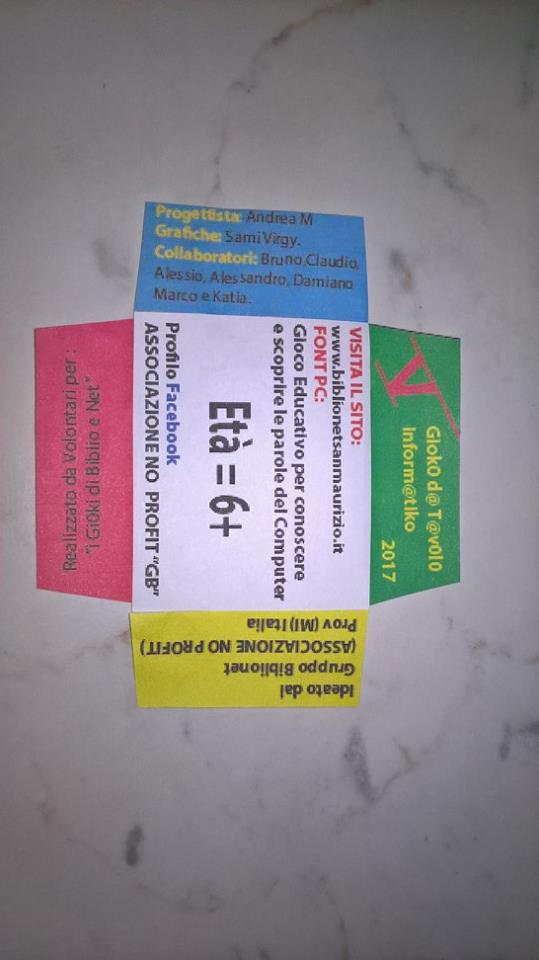 Progettista: Andrea M
Grafiche: Sami Virgy.
Collaboratori: Bruno,Claudio,
Alessio, Alessandro, Damiano
Marco e Katia.
VISITA IL SITO:
www.biblionetsanmaurizio.it
FONT PC:
Gioco Educativo per conoscere
e scoprire le parole del Computer
Età = 6+
Profilo Facebook
ASSOCIAZIONE NO PROFIT "GB"
V
GiokO d@ T@v0l0
Inform@tIko
2017
Realizzato da Volontari per :
"i Gi0ki di Biblio e Net"
Ideato dal
Gruppo Biblionet
(ASSOCIAZIONE NO PROFIT)
Prov (MI) Italia